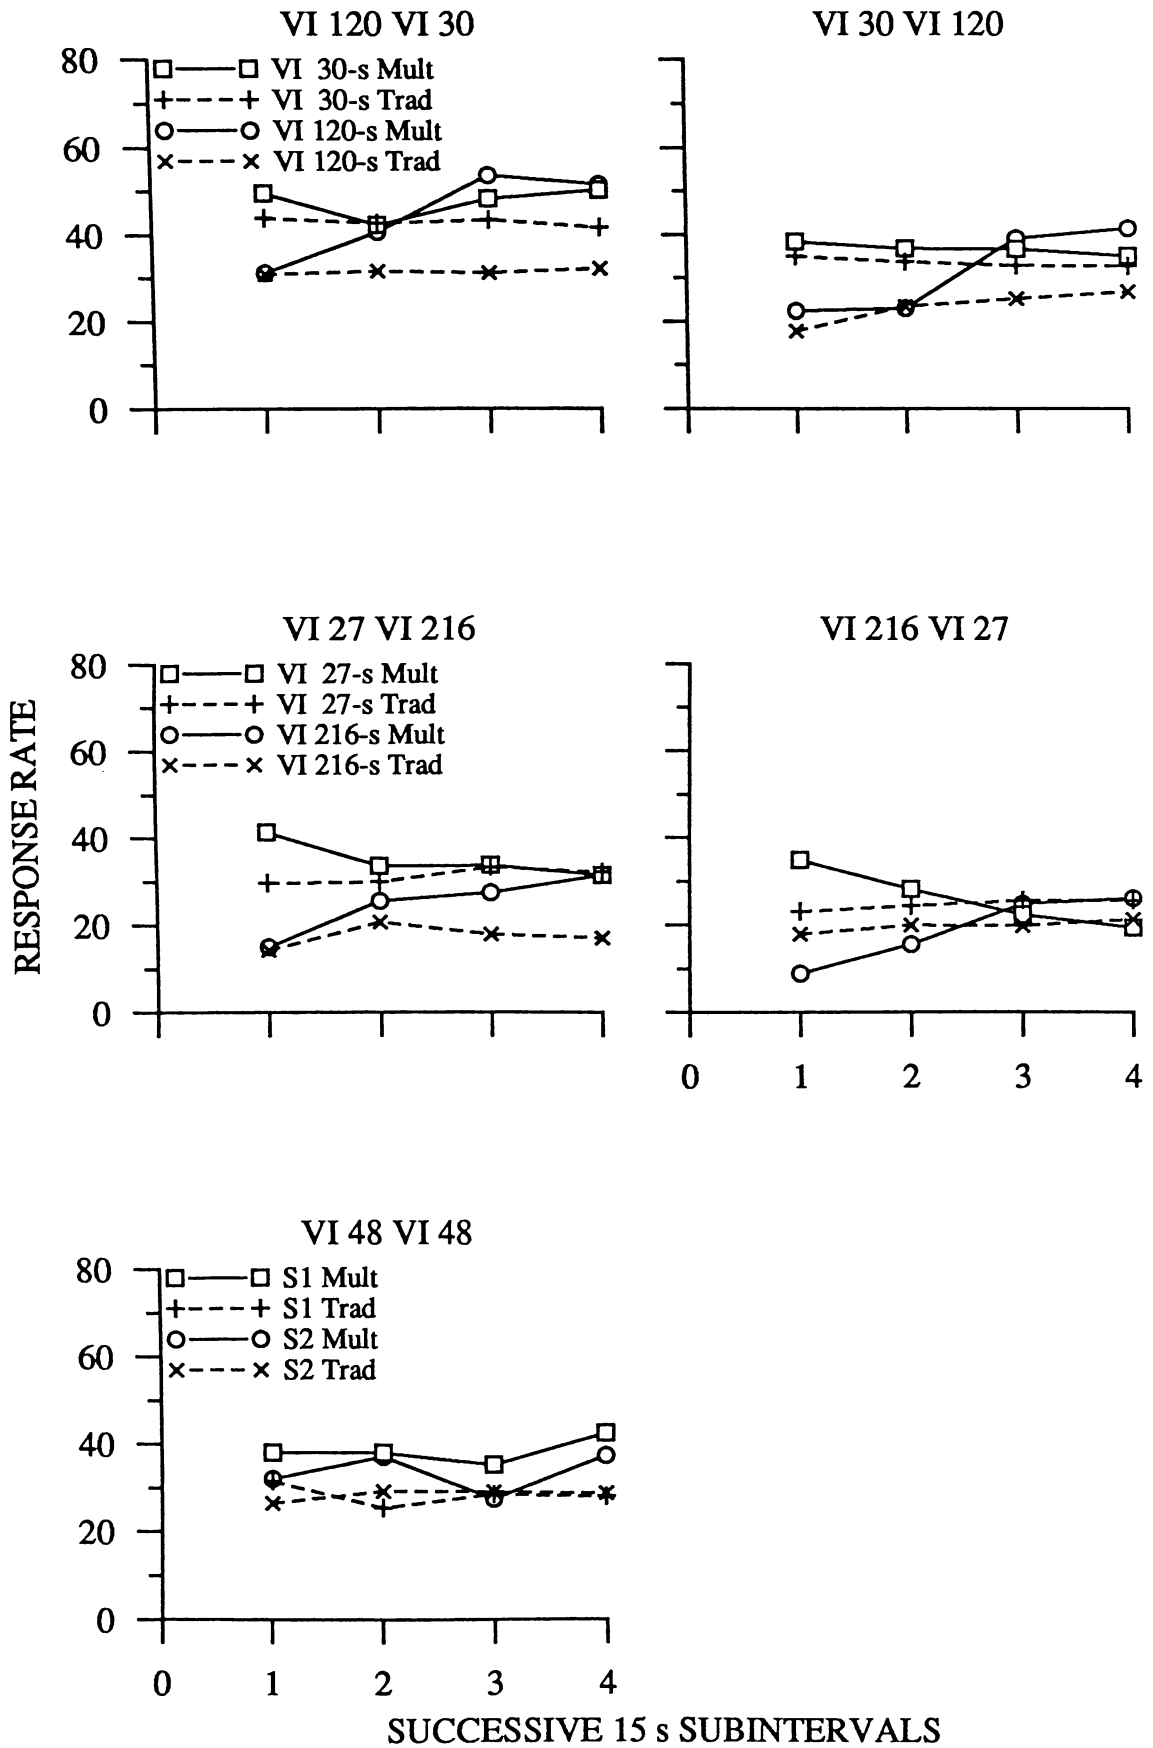 VI 120 VI 30
VI 30 VI 120
80
60
40
20
0
VI 30-s Mult
VI 30-s Trad
VI 120-s Mult
VI 120-s Trad
VI 27 VI 216
VI 216 VI 27
80
60
40
20
0
VI 27-s Mult
VI 27-s Trad
VI 216-s Mult
VI 216-s Trad
0 1 2 3 4
RESPONSE RATE
VI 48 VI 48
80
60
40
20
0
S1 Mult
S1 Trad
S2 Mult
S2 Trad
0 1 2 3 4
SUCCESSIVE 15 s SUBINTERVALS